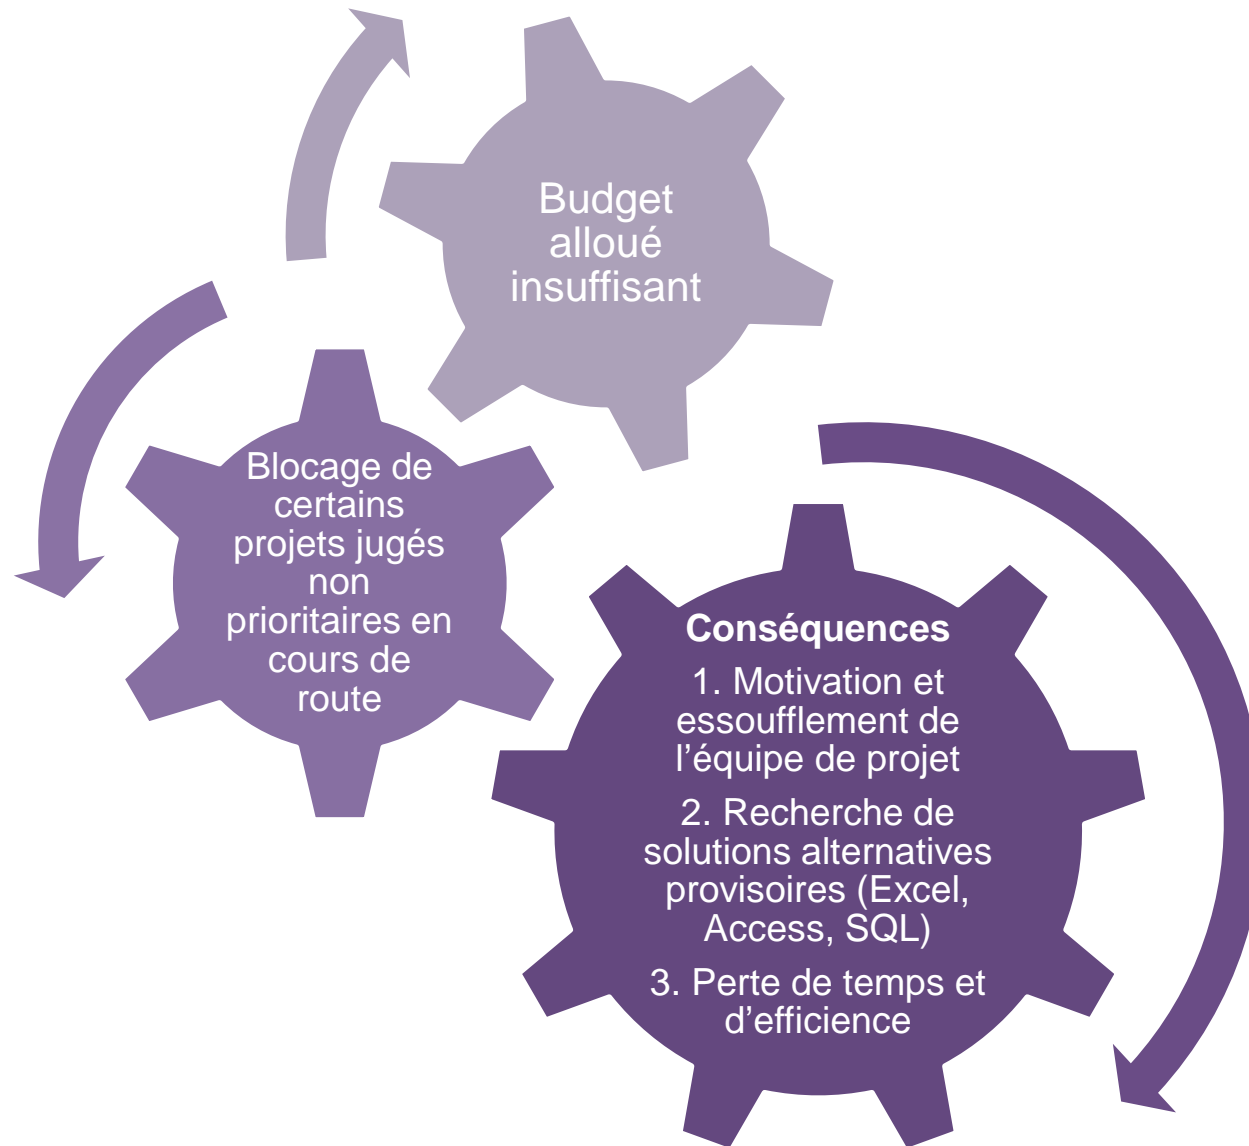 Budget
alloué
insuffisant
Blocage de
certains
projets jugés
non
prioritaires en
cours de
route
Conséquences
1. Motivation et
essoufflement de
l’équipe de projet
2. Recherche de
solutions alternatives
provisoires (Excel,
Access, SQL)
3. Perte de temps et
d’efficience